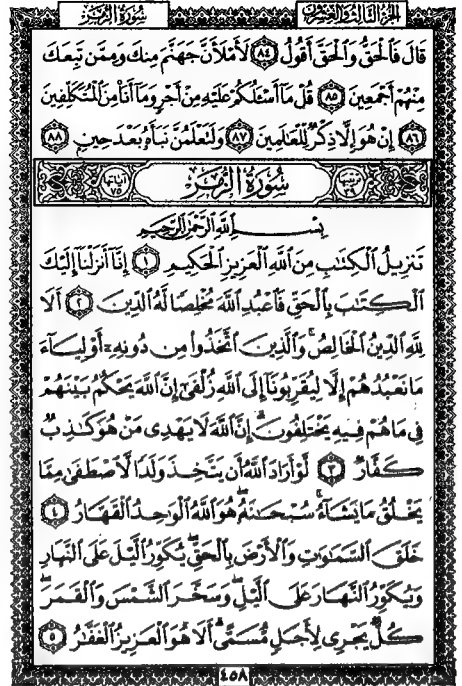 الجزء الثالث والعشرون
سُورَةُ الزُّمَر
قَالَ فَٱلْحَقُّ وَٱلْحَقَّ أَقُولُ ٨٤ لَأَمْلَأَنَّ جَهَنَّمَ مِنكَ وَمِمَّن تَبِعَكَ
مِنْهُمْ أَجْمَعِينَ ٨٥ قُلْ مَآ أَسْـَٔلُكُمْ عَلَيْهِ مِنْ أَجْرٍ وَمَآ أَنَا۠ مِنَ ٱلْمُتَكَلِّفِينَ
٨٦ إِنْ هُوَ إِلَّا ذِكْرٌ لِّلْعَـٰلَمِينَ ٨٧ وَلَتَعْلَمُنَّ نَبَأَهُۥ بَعْدَ حِينٍۭ ٨٨
سُورَةُ الزُّمَر
آياتها ٧٥
بِسْمِ ٱللَّهِ ٱلرَّحْمَـٰنِ ٱلرَّحِيمِ
تَنزِيلُ ٱلْكِتَـٰبِ مِنَ ٱللَّهِ ٱلْعَزِيزِ ٱلْحَكِيمِ ١ إِنَّآ أَنزَلْنَآ إِلَيْكَ
ٱلْكِتَـٰبَ بِٱلْحَقِّ فَٱعْبُدِ ٱللَّهَ مُخْلِصًا لَّهُ ٱلدِّينَ ٢ أَلَا
لِلَّهِ ٱلدِّينُ ٱلْخَالِصُ ۚ وَٱلَّذِينَ ٱتَّخَذُوا۟ مِن دُونِهِۦٓ أَوْلِيَآءَ
مَا نَعْبُدُهُمْ إِلَّا لِيُقَرِّبُونَآ إِلَى ٱللَّهِ زُلْفَىٰٓ إِنَّ ٱللَّهَ يَحْكُمُ بَيْنَهُمْ
فِى مَا هُمْ فِيهِ يَخْتَلِفُونَ ۗ إِنَّ ٱللَّهَ لَا يَهْدِى مَنْ هُوَ كَـٰذِبٌ
كَفَّارٌ ٣ لَّوْ أَرَادَ ٱللَّهُ أَن يَتَّخِذَ وَلَدًا لَّٱصْطَفَىٰ مِمَّا
يَخْلُقُ مَا يَشَآءُ ۚ سُبْحَـٰنَهُۥ ۖ هُوَ ٱللَّهُ ٱلْوَٰحِدُ ٱلْقَهَّارُ ٤
خَلَقَ ٱلسَّمَـٰوَٰتِ وَٱلْأَرْضَ بِٱلْحَقِّ ۖ يُكَوِّرُ ٱلَّيْلَ عَلَى ٱلنَّهَارِ
وَيُكَوِّرُ ٱلنَّهَارَ عَلَى ٱلَّيْلِ ۖ وَسَخَّرَ ٱلشَّمْسَ وَٱلْقَمَرَ ۖ
كُلٌّ يَجْرِى لِأَجَلٍ مُّسَمًّى ۗ أَلَا هُوَ ٱلْعَزِيزُ ٱلْغَفَّـٰرُ ٥
٤٥٨